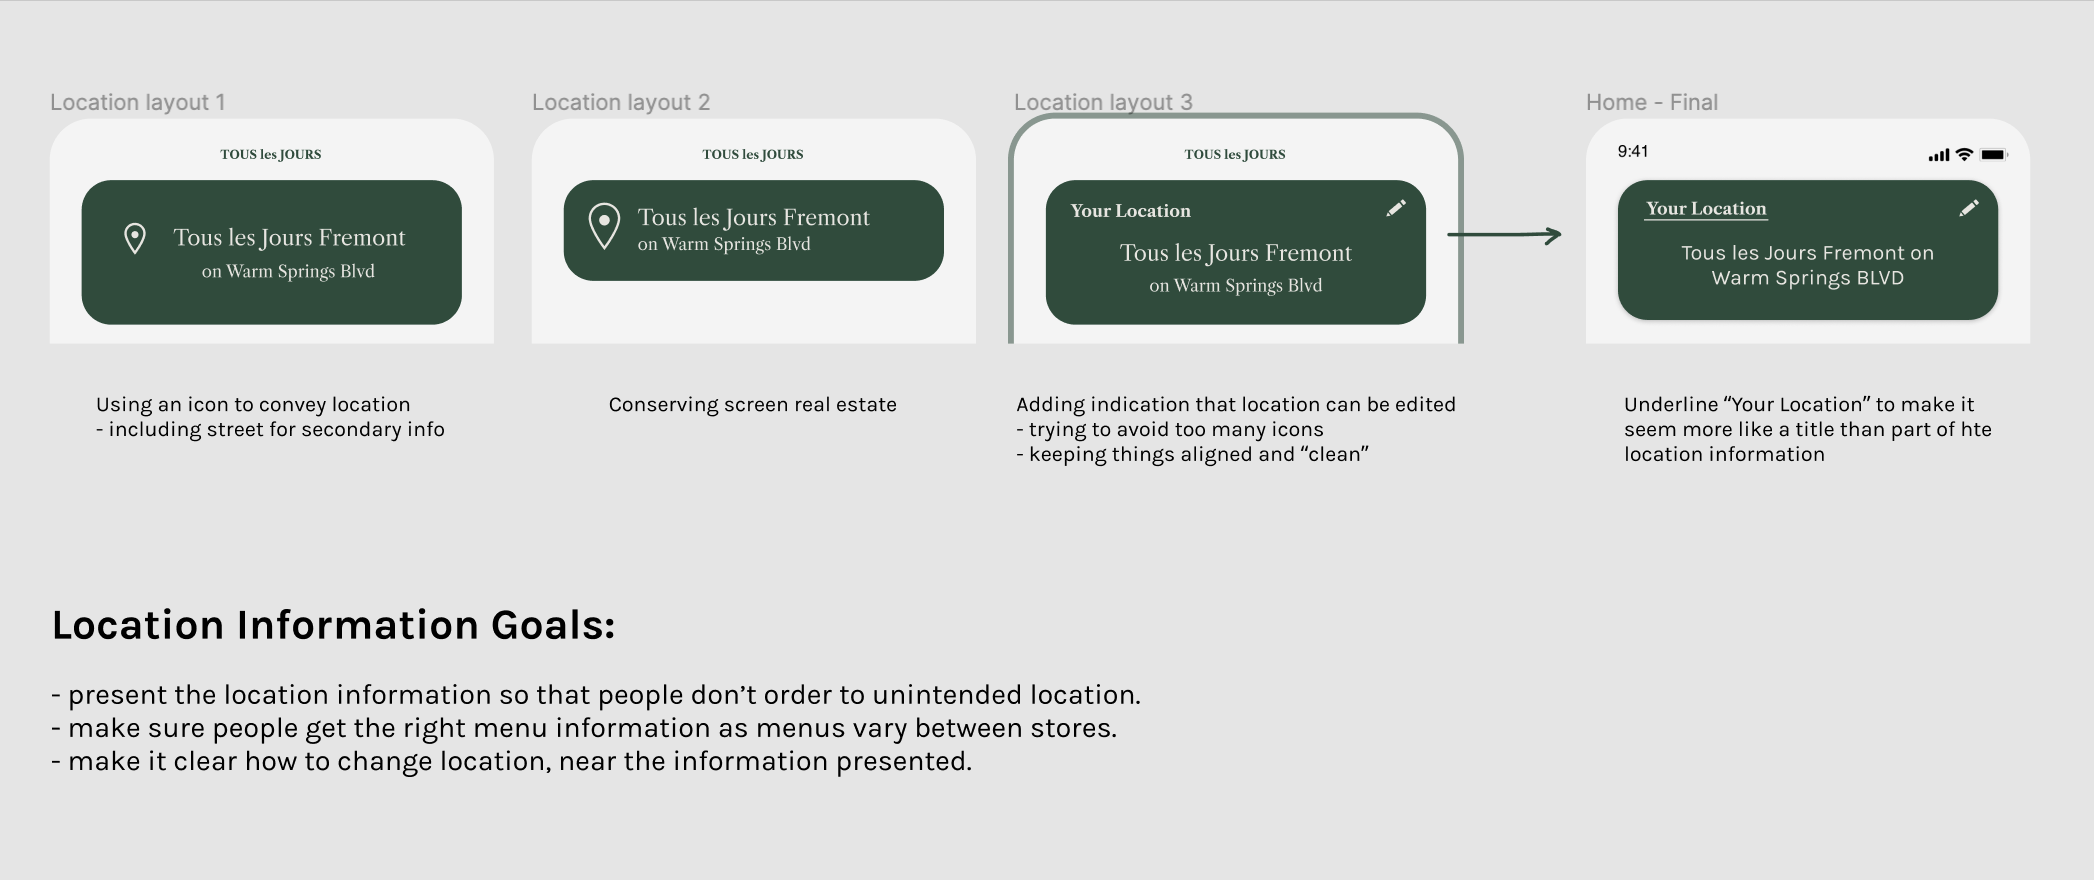 Location layout 1
TOUS les JOURS
Tous les Jours Fremont
on Warm Springs Blvd
Using an icon to convey location
- including street for secondary info
Location layout 2
TOUS les JOURS
Tous les Jours Fremont
on Warm Springs Blvd
Conserving screen real estate
Location layout 3
TOUS les JOURS
Your Location
Tous les Jours Fremont
on Warm Springs Blvd
Adding indication that location can be edited
- trying to avoid too many icons
- keeping things aligned and “clean”
Home - Final
9:41
Your Location
Tous les Jours Fremont on
Warm Springs BLVD
Underline “Your Location” to make it
seem more like a title than part of hte
location information
Location Information Goals:
- present the location information so that people don’t order to unintended location.
- make sure people get the right menu information as menus vary between stores.
- make it clear how to change location, near the information presented.